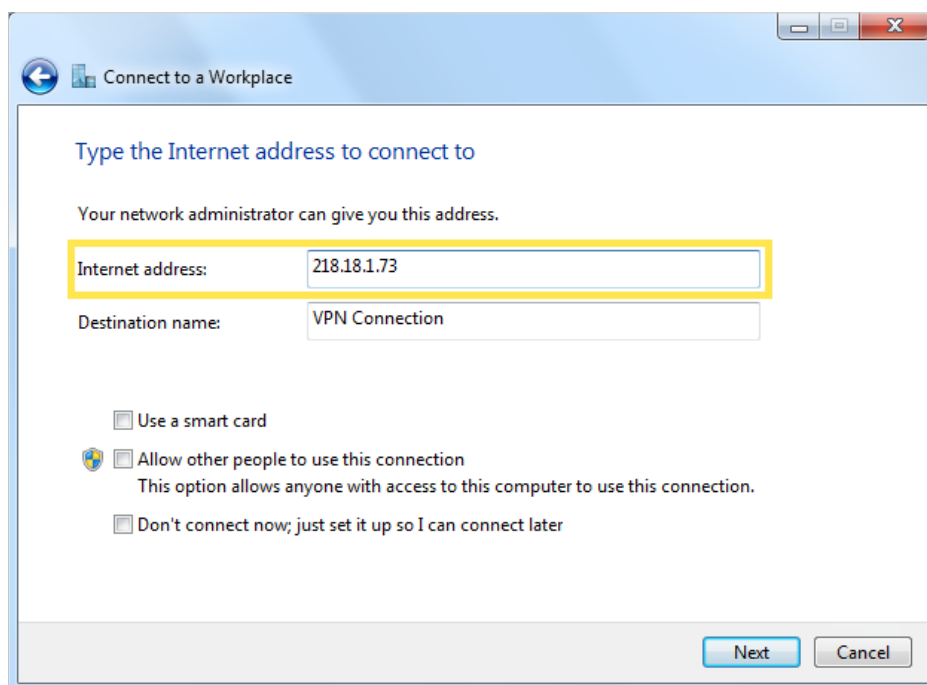 Connect to a Workplace
Type the Internet address to connect to
Your network administrator can give you this address.
Internet address: 218.18.1.73
Destination name: VPN Connection
Use a smart card
Allow other people to use this connection
This option allows anyone with access to this computer to use this connection.
Don't connect now; just set it up so I can connect later
Next Cancel